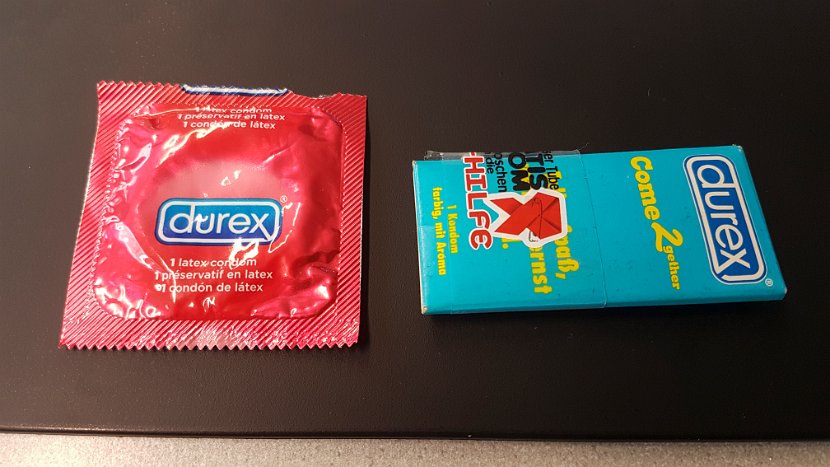 1 latex condom
1 préservatif en latex
1 condón de látex
durex
1 latex condom
1 préservatif en latex
1 condón de látex
durex
Come 2gether
1 Kondom
farbig, mit Aroma
HILFE